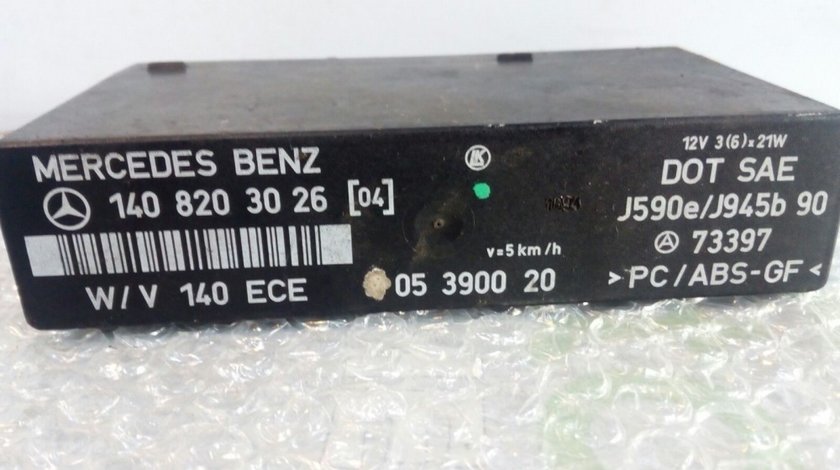 MERCEDES BENZ
140 820 30 26 [04]
W/V 140 ECE
v=5 km/h
05 3900 20
12V 3(6)x21W
DOT SAE
J590e/J945b 90
A 73397
>PC/ABS-GF<